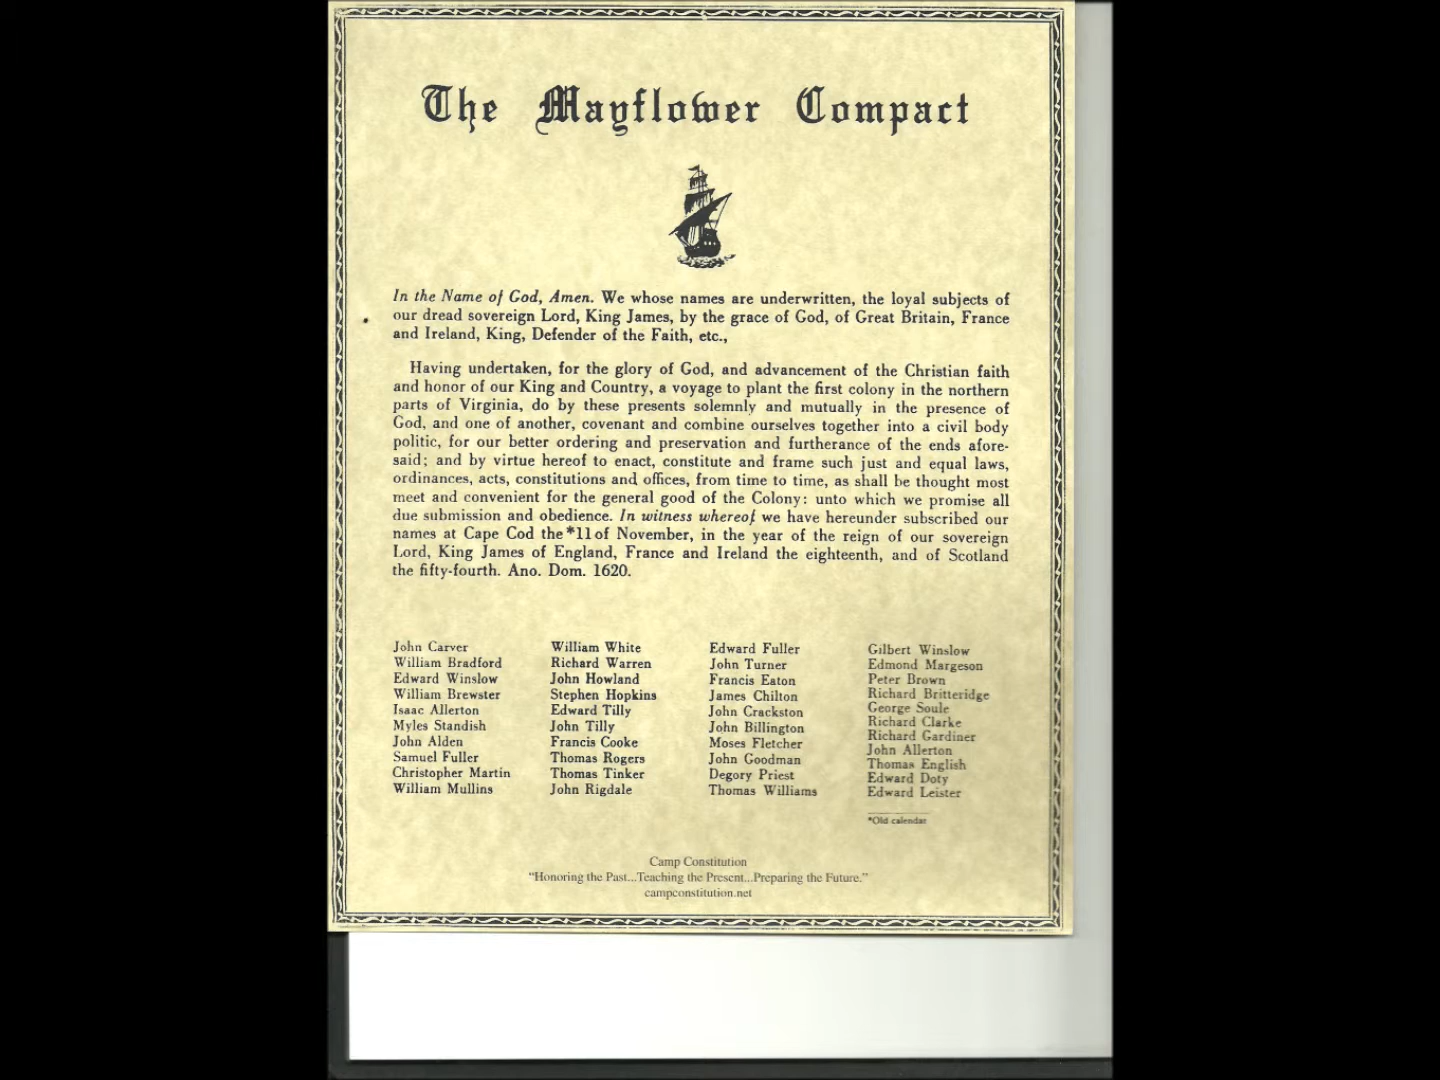 The Mayflower Compact
In the Name of God, Amen. We whose names are underwritten, the loyal subjects of
our dread sovereign Lord, King James, by the grace of God, of Great Britain, France
and Ireland, King, Defender of the Faith, etc.,
Having undertaken, for the glory of God, and advancement of the Christian faith
and honor of our King and Country, a voyage to plant the first colony in the northern
parts of Virginia, do by these presents solemnly and mutually in the presence of
God, and one of another, covenant and combine ourselves together into a civil body
politic, for our better ordering and preservation and furtherance of the ends afore-
said; and by virtue hereof to enact, constitute and frame such just and equal laws,
ordinances, acts, constitutions and offices, from time to time, as shall be thought most
meet and convenient for the general good of the Colony: unto which we promise all
due submission and obedience. In witness whereof we have hereunder subscribed our
names at Cape Cod the *11 of November, in the year of the reign of our sovereign
Lord, King James of England, France and Ireland the eighteenth, and of Scotland
the fifty-fourth. Ano. Dom. 1620.
John Carver
William Bradford
Edward Winslow
William Brewster
Isaac Allerton
Myles Standish
John Alden
Samuel Fuller
Christopher Martin
William Mullins
William White
Richard Warren
John Howland
Stephen Hopkins
Edward Tilly
John Tilly
Francis Cooke
Thomas Rogers
Thomas Tinker
John Rigdale
Edward Fuller
John Turner
Francis Eaton
James Chilton
John Crackston
John Billington
Moses Fletcher
John Goodman
Degory Priest
Thomas Williams
Gilbert Winslow
Edmond Margeson
Peter Brown
Richard Britteridge
George Soule
Richard Clarke
Richard Gardiner
John Allerton
Thomas English
Edward Doty
Edward Leister
*Old calendar
Camp Constitution
"Honoring the Past...Teaching the Present...Preparing the Future."
campconstitution.net